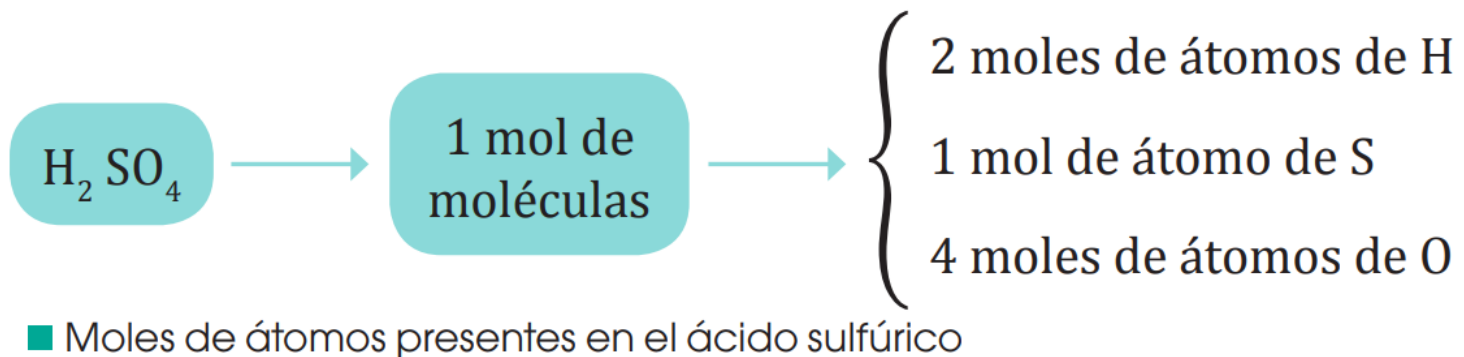 H₂ SO₄
1 mol de
moléculas
2 moles de átomos de H
1 mol de átomo de S
4 moles de átomos de O
Moles de átomos presentes en el ácido sulfúrico